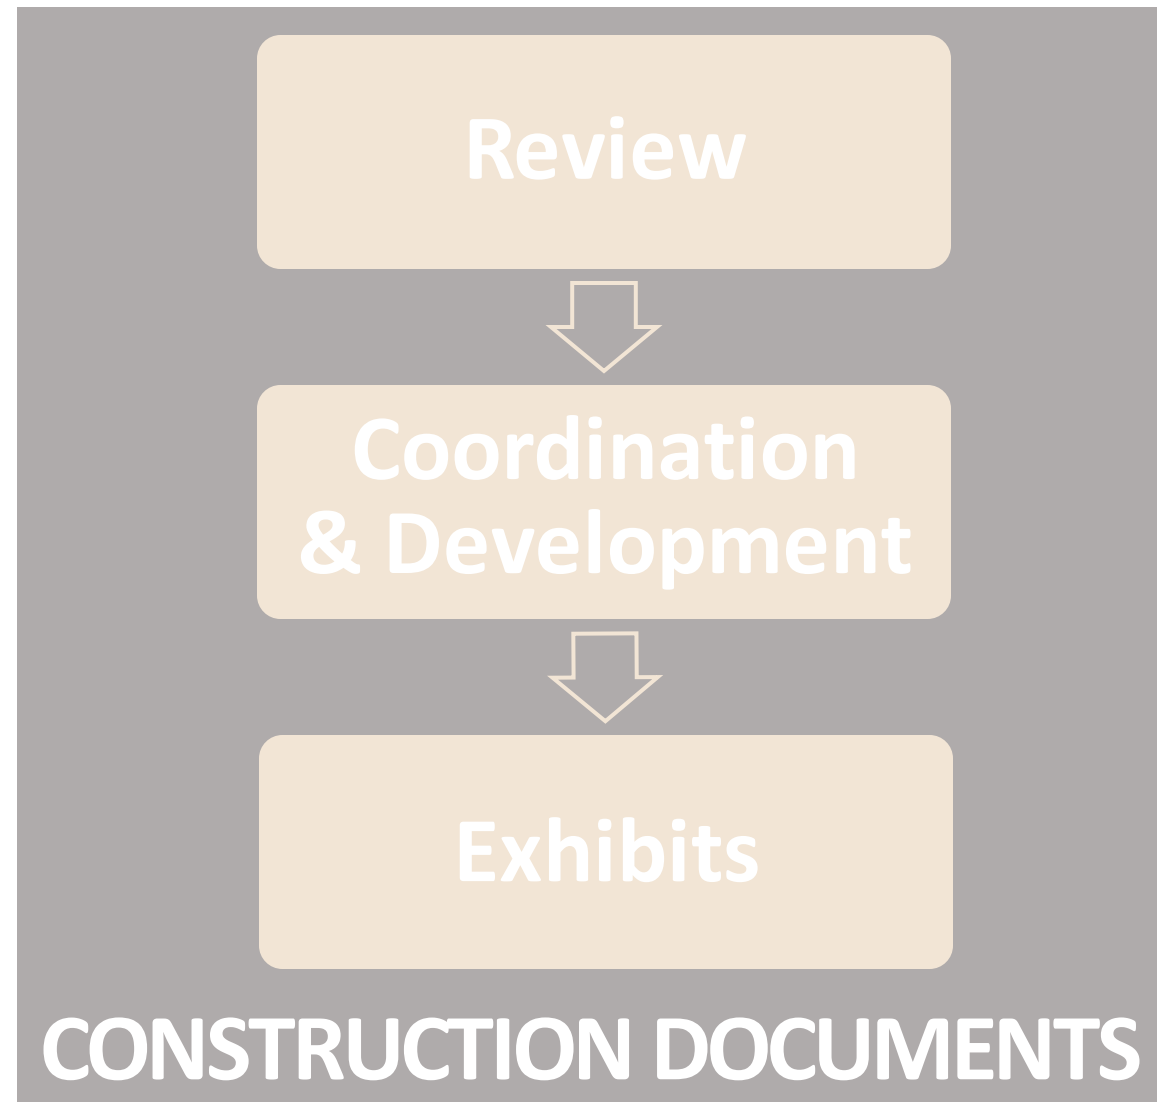 Review
Coordination
& Development
Exhibits
CONSTRUCTION DOCUMENTS